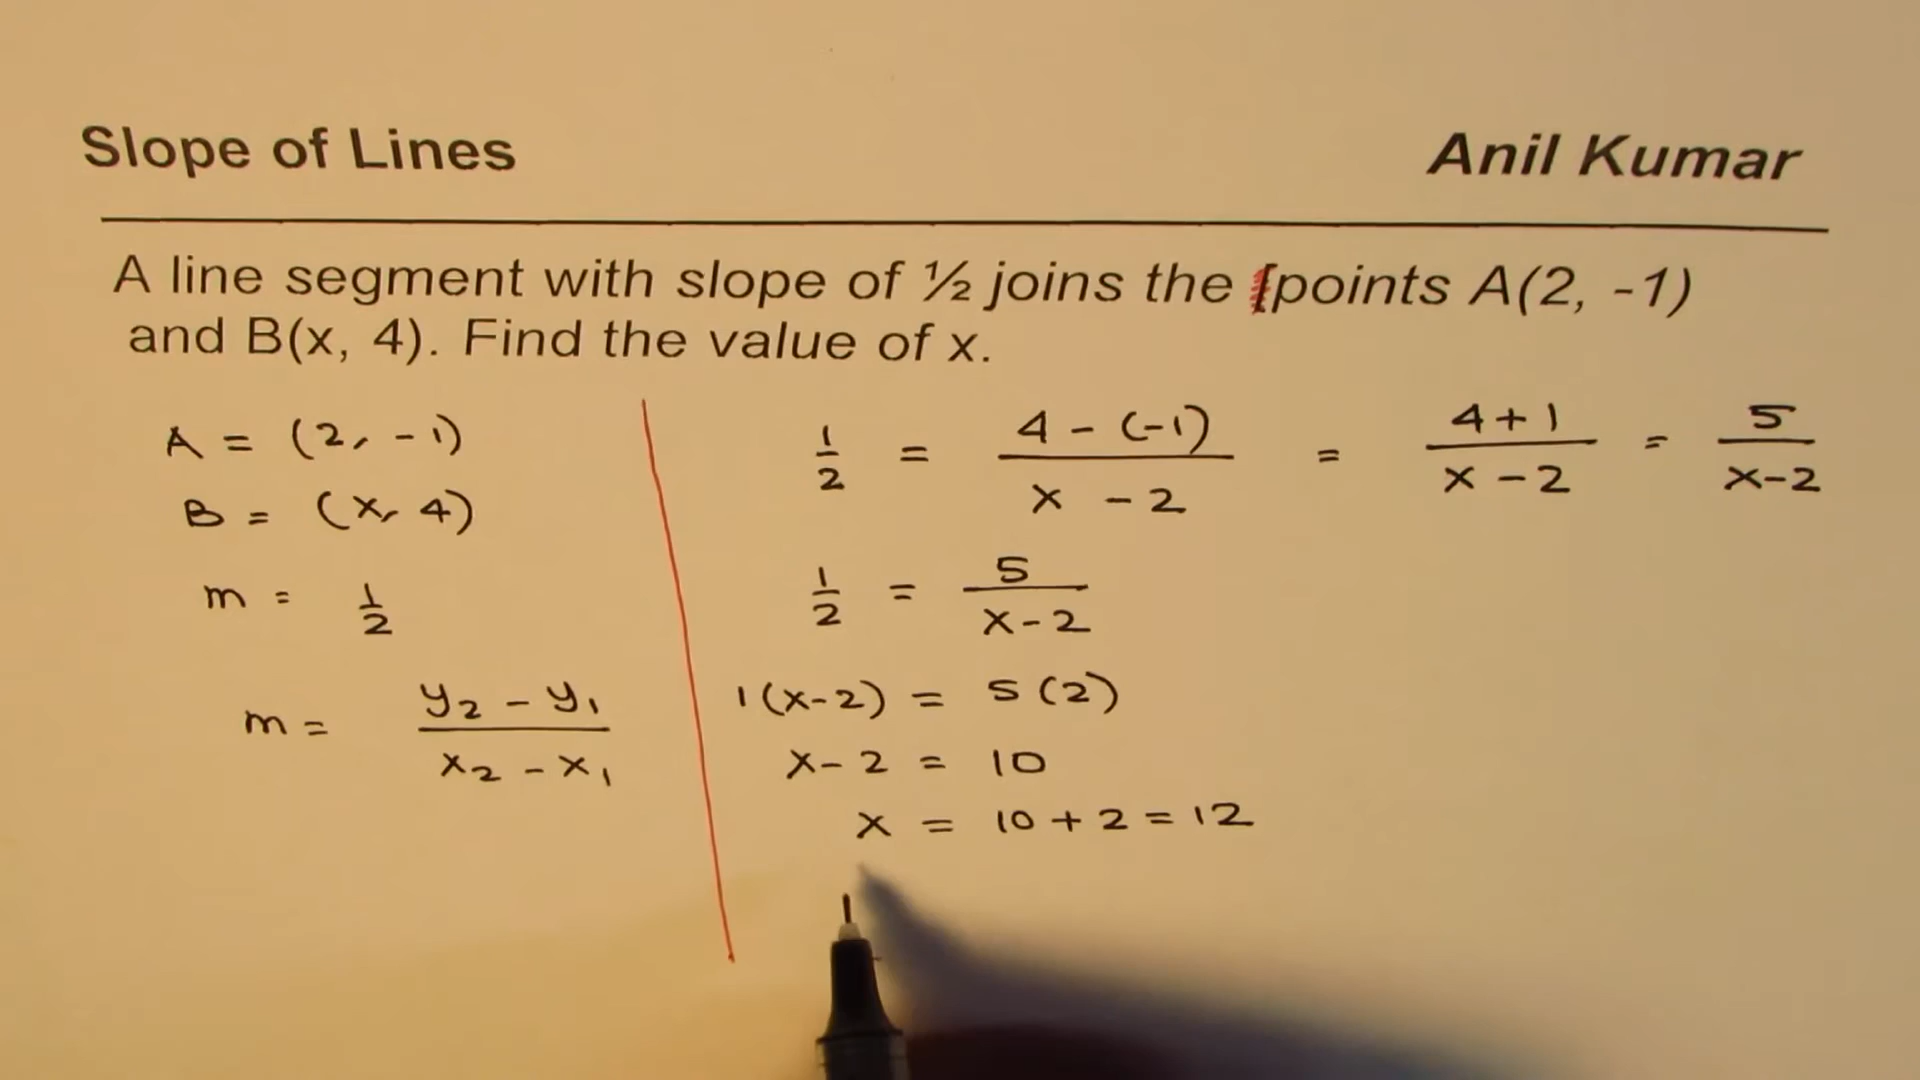 Slope of Lines
Anil Kumar
A line segment with slope of ½ joins the points A(2, -1)
and B(x, 4). Find the value of x.
A = (2, -1)
B = (x, 4)
m = 1/2
m = y₂ - y₁ / x₂ - x₁
1/2 = 4 - (-1) / x - 2 = 4 + 1 / x - 2 = 5 / x - 2
1/2 = 5 / x - 2
1(x-2) = 5(2)
x - 2 = 10
x = 10 + 2 = 12